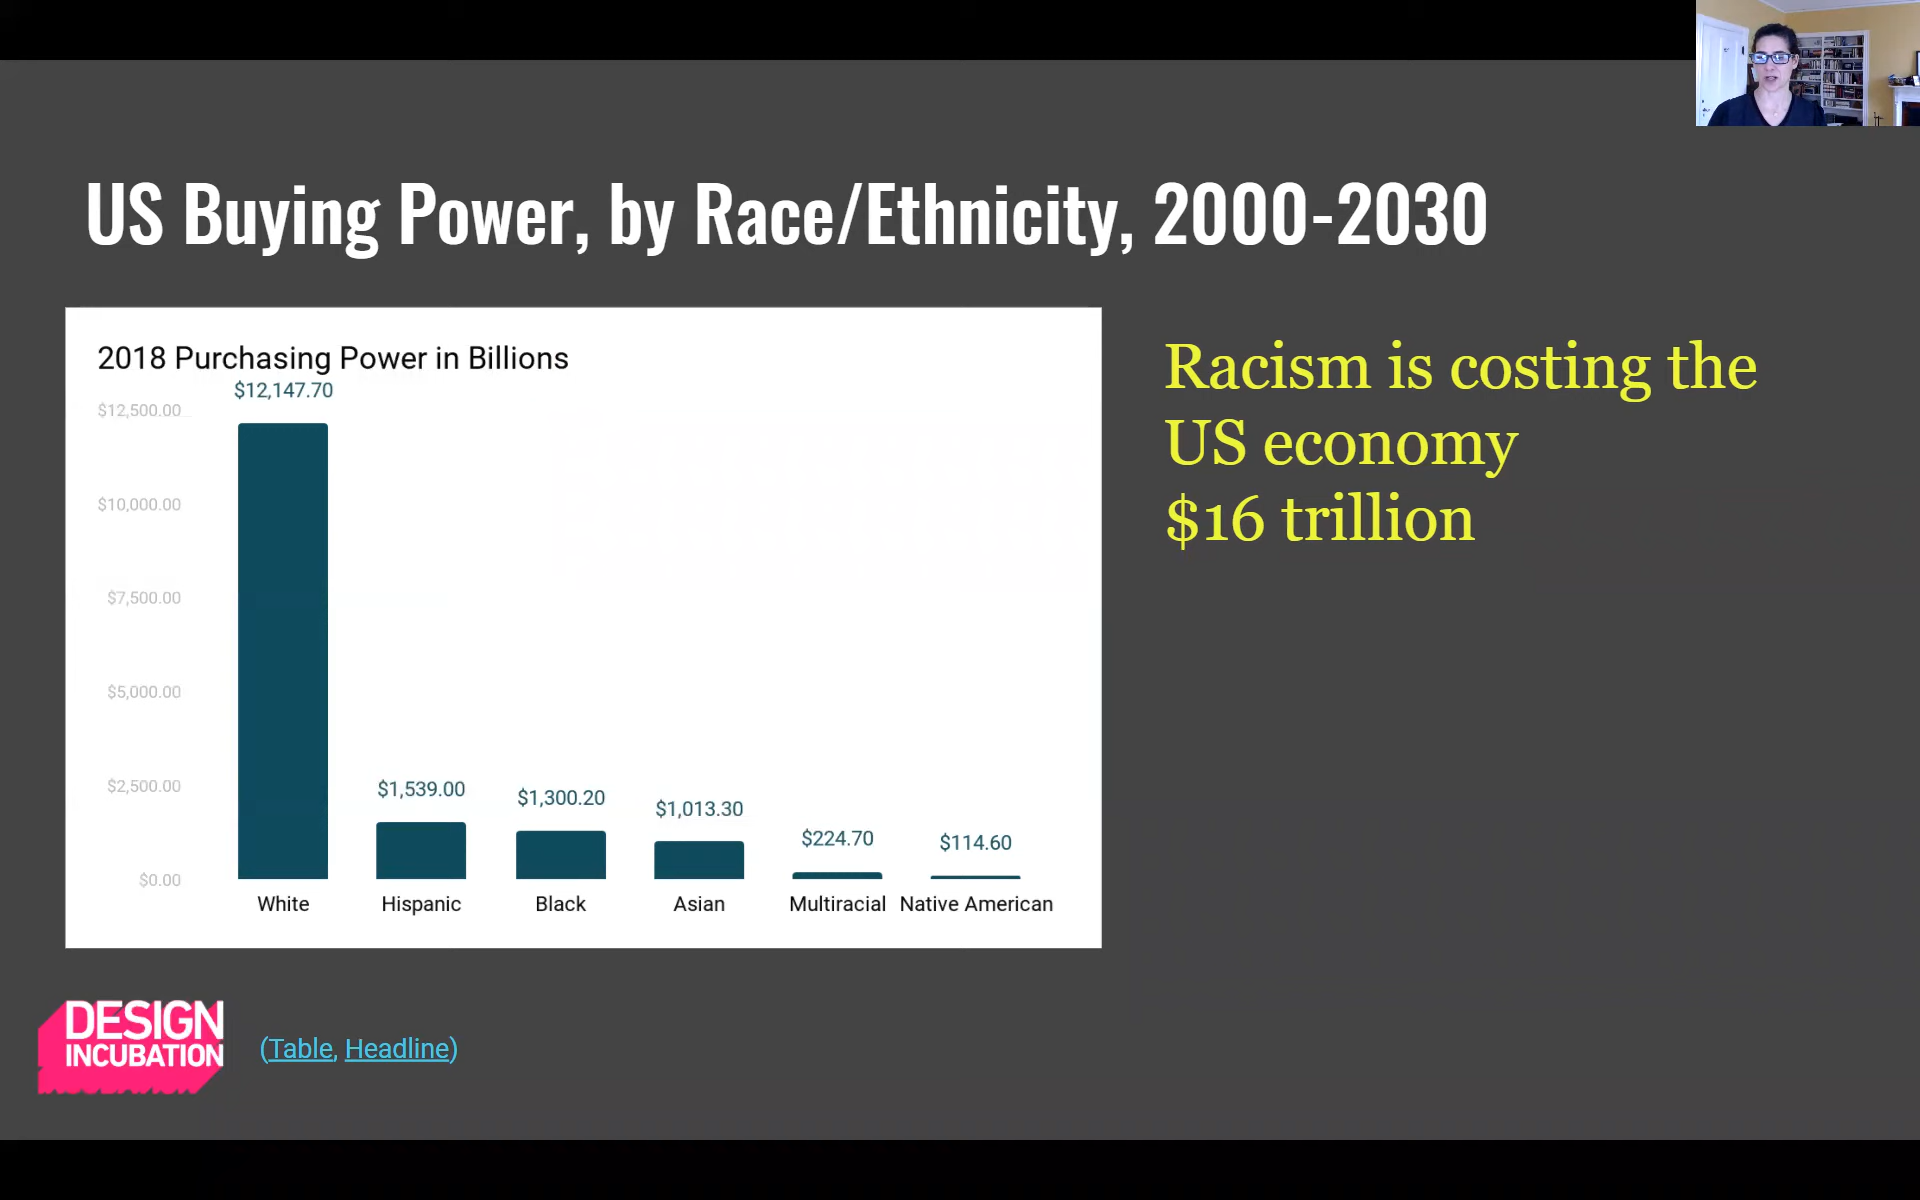 US Buying Power, by Race/Ethnicity, 2000-2030
2018 Purchasing Power in Billions
$12,147.70
$12,500.00
$10,000.00
$7,500.00
$5,000.00
$2,500.00
$0.00
$1,539.00
$1,300.20
$1,013.30
$224.70
$114.60
White Hispanic Black Asian Multiracial Native American
Racism is costing the
US economy
$16 trillion
DESIGN
INCUBATION
(Table, Headline)